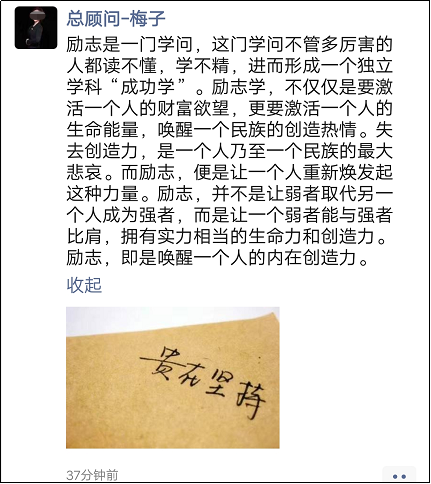 总顾问-梅子
励志是一门学问，这门学问不管多厉害的
人都读不懂，学不精，进而形成一个独立
学科“成功学”。励志学，不仅仅是要激
活一个人的财富欲望，更要激活一个人的
生命能量，唤醒一个民族的创造热情。失
去创造力，是一个人乃至一个民族的最大
悲哀。而励志，便是让一个人重新焕发起
这种力量。励志，并不是让弱者取代另一
个人成为强者，而是让一个弱者能与强者
比肩，拥有实力相当的生命力和创造力。
励志，即是唤醒一个人的内在创造力。
收起
贵在坚持
37分钟前